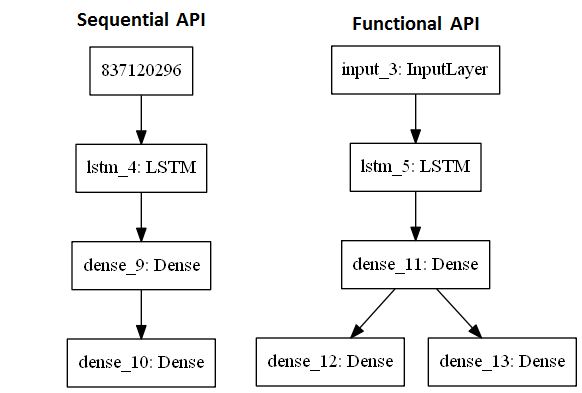 Sequential API
837120296
lstm_4: LSTM
dense_9: Dense
dense_10: Dense
Functional API
input_3: InputLayer
lstm_5: LSTM
dense_11: Dense
dense_12: Dense
dense_13: Dense